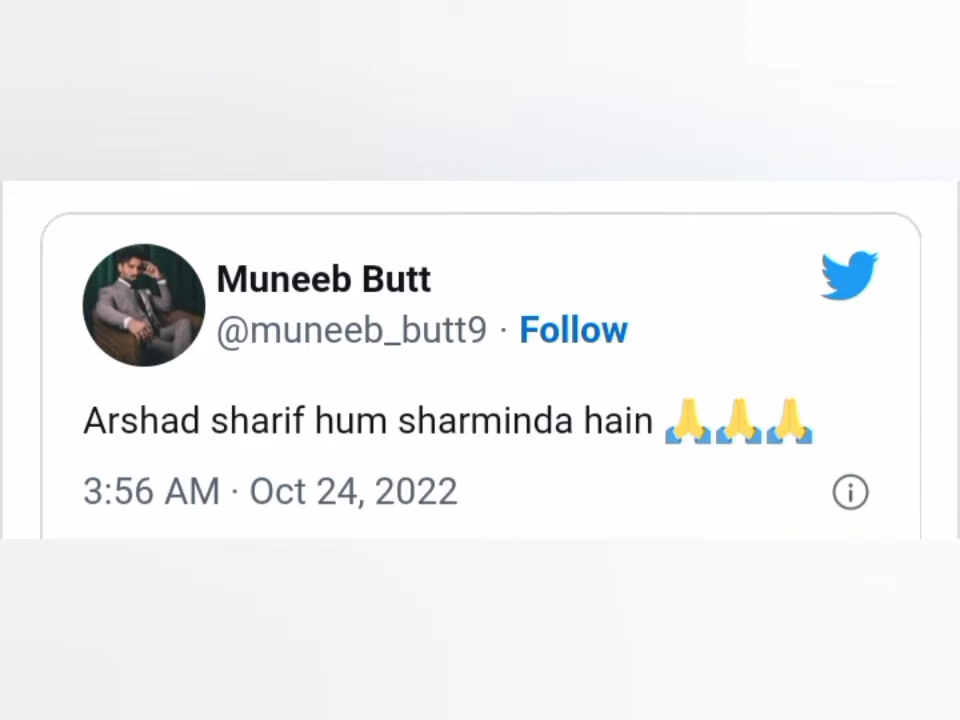 Muneeb Butt
@muneeb_butt9 · Follow
Arshad sharif hum sharminda hain 🙏🙏🙏
3:56 AM · Oct 24, 2022